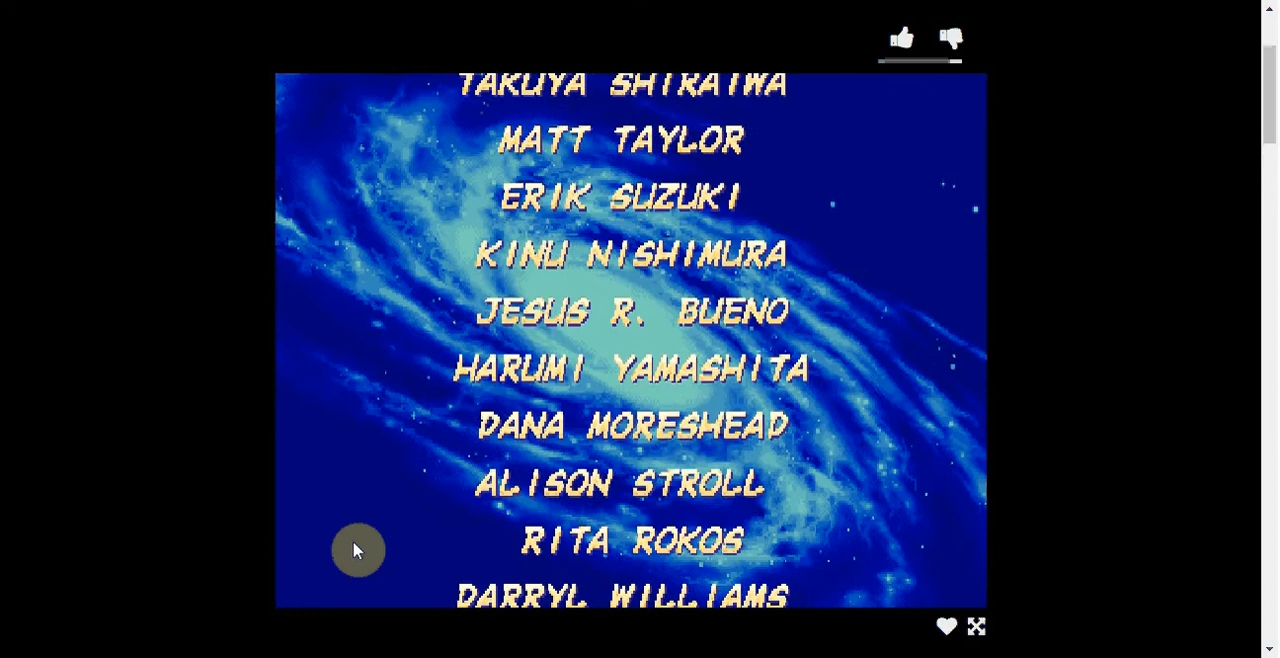 TAKUYA SHIRAIWA
MATT TAYLOR
ERIK SUZUKI
KINU NISHIMURA
JESUS R. BUENO
HARUMI YAMASHITA
DANA MORESHEAD
ALISON STROLL
RITA ROKOS
DARRYL WILLIAMS